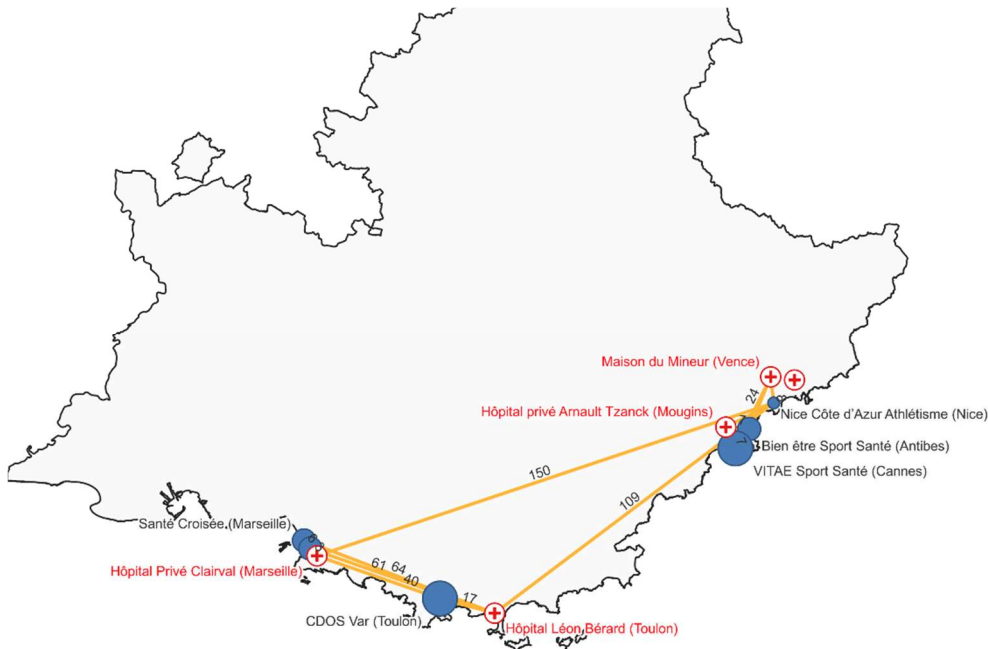 Maison du Mineur (Vence)
24
Hôpital privé Arnault Tzanck (Mougins)
Nice Côte d'Azur Athlétisme (Nice)
Bien être Sport Santé (Antibes)
VITAE Sport Santé (Cannes)
150
109
Santé Croisée (Marseille)
Hôpital Privé Clairval (Marseille)
61 64
40
17
CDOS Var (Toulon)
Hôpital Léon Bérard (Toulon)